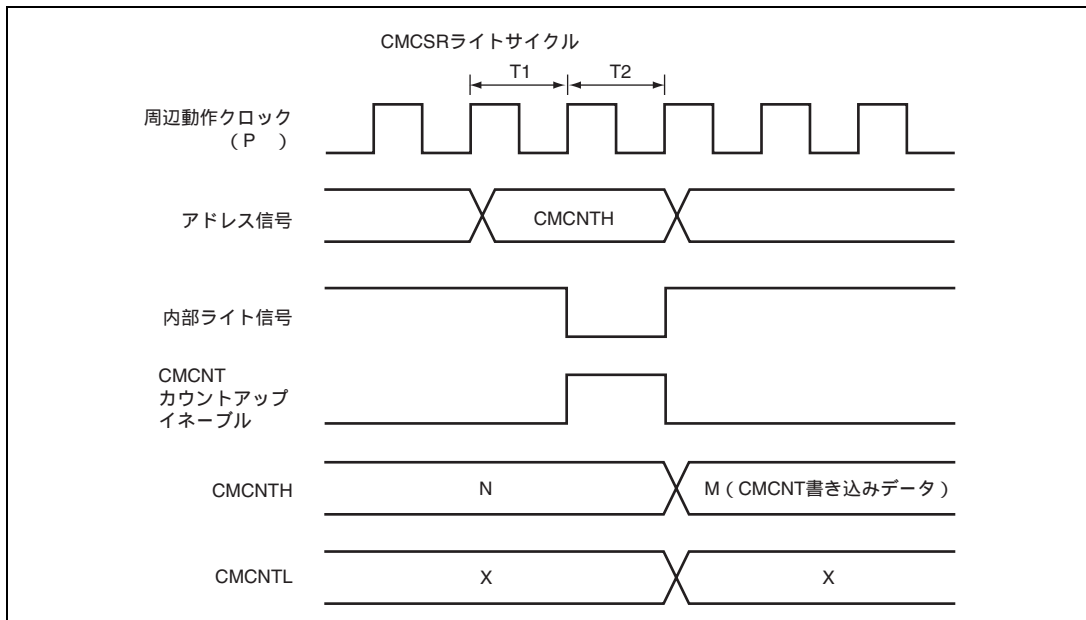 CMCSRライトサイクル
T1 T2
周辺動作クロック
（P　）
アドレス信号
CMCNTH
内部ライト信号
CMCNT
カウントアップ
イネーブル
CMCNTH
N
M（CMCNT書き込みデータ）
CMCNTL
X
X